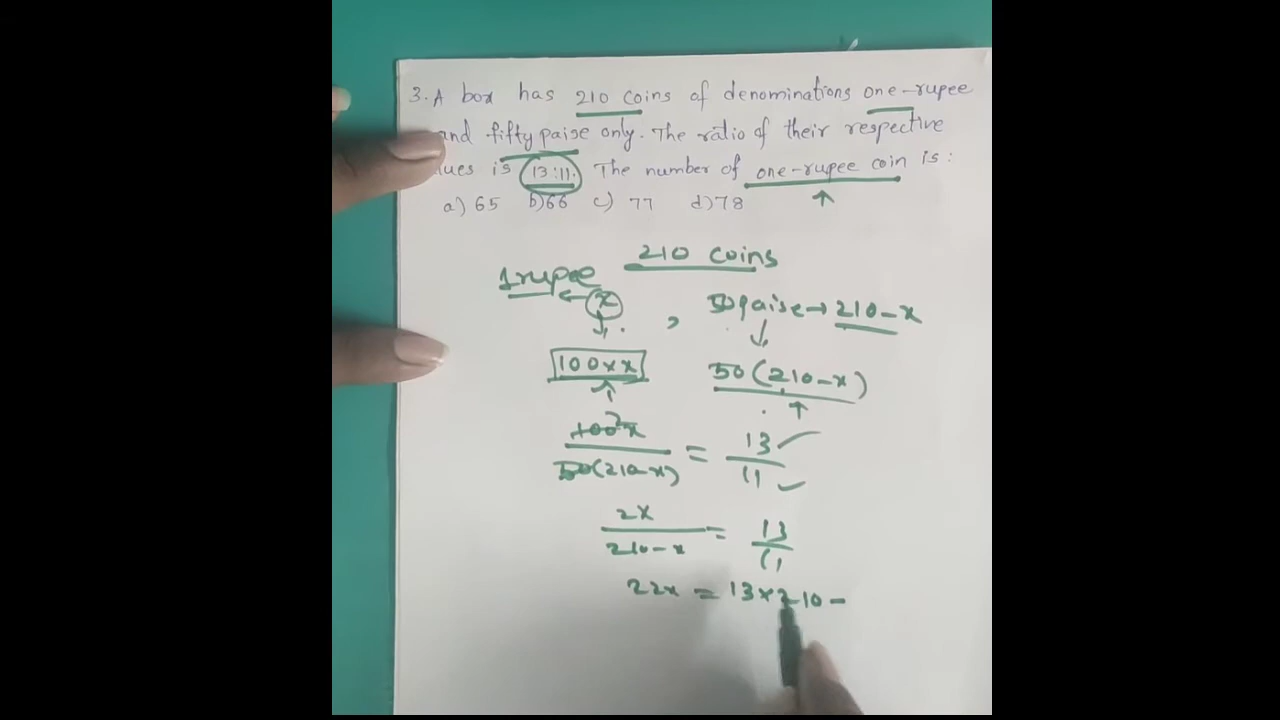 3. A box has 210 coins of denominations one-rupee
and fifty paise only. The ratio of their respective
is 13:11. The number of one-rupee coin is:
a) 65 b) 66 c) 77 d) 78
210 coins
1 rupee
x , 50 paise → 210-x
100×x 50(210-x)
100x 2 = 13
50(210-x) 11
2x = 13
210-x 11
22x = 13×210-